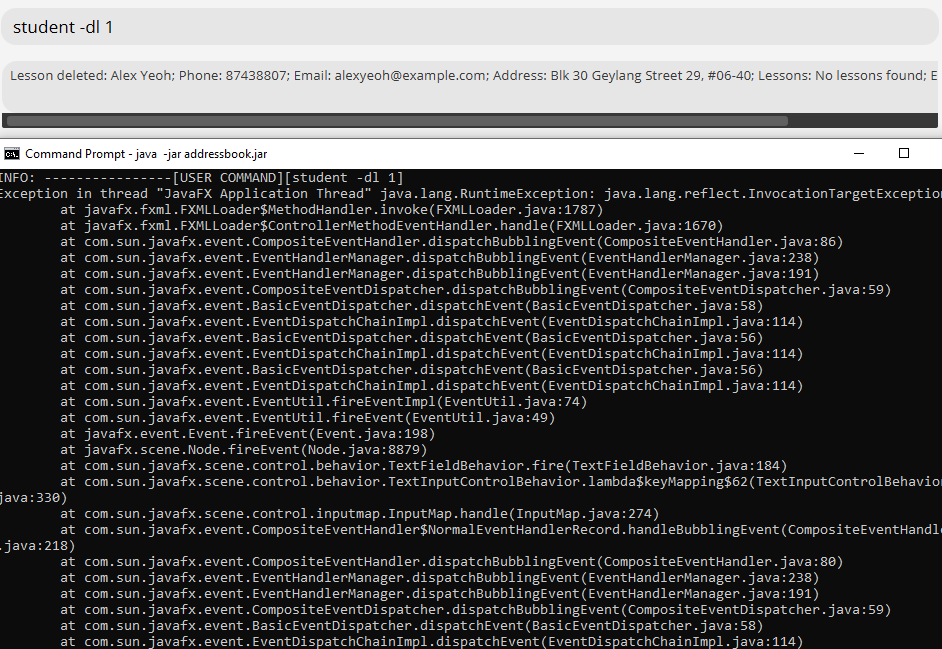 student -dl 1
Lesson deleted: Alex Yeoh; Phone: 87438807; Email: alexyeoh@example.com; Address: Blk 30 Geylang Street 29, #06-40; Lessons: No lessons found; E
Command Prompt - java  -jar addressbook.jar
INFO: ----------------[USER COMMAND][student -dl 1]
Exception in thread "JavaFX Application Thread" java.lang.RuntimeException: java.lang.reflect.InvocationTargetException
at javafx.fxml.FXMLLoader$MethodHandler.invoke(FXMLLoader.java:1787)
at javafx.fxml.FXMLLoader$ControllerMethodEventHandler.handle(FXMLLoader.java:1670)
at com.sun.javafx.event.CompositeEventHandler.dispatchBubblingEvent(CompositeEventHandler.java:86)
at com.sun.javafx.event.EventHandlerManager.dispatchBubblingEvent(EventHandlerManager.java:238)
at com.sun.javafx.event.EventHandlerManager.dispatchBubblingEvent(EventHandlerManager.java:191)
at com.sun.javafx.event.CompositeEventDispatcher.dispatchBubblingEvent(CompositeEventDispatcher.java:59)
at com.sun.javafx.event.BasicEventDispatcher.dispatchEvent(BasicEventDispatcher.java:58)
at com.sun.javafx.event.EventDispatchChainImpl.dispatchEvent(EventDispatchChainImpl.java:114)
at com.sun.javafx.event.BasicEventDispatcher.dispatchEvent(BasicEventDispatcher.java:56)
at com.sun.javafx.event.EventDispatchChainImpl.dispatchEvent(EventDispatchChainImpl.java:114)
at com.sun.javafx.event.BasicEventDispatcher.dispatchEvent(BasicEventDispatcher.java:56)
at com.sun.javafx.event.EventDispatchChainImpl.dispatchEvent(EventDispatchChainImpl.java:114)
at com.sun.javafx.event.EventUtil.fireEventImpl(EventUtil.java:74)
at com.sun.javafx.event.EventUtil.fireEvent(EventUtil.java:49)
at javafx.event.Event.fireEvent(Event.java:198)
at javafx.scene.Node.fireEvent(Node.java:8879)
at com.sun.javafx.scene.control.behavior.TextFieldBehavior.fire(TextFieldBehavior.java:184)
at com.sun.javafx.scene.control.behavior.TextInputControlBehavior.lambda$keyMapping$62(TextInputControlBehavior
java:330)
at com.sun.javafx.scene.control.inputmap.InputMap.handle(InputMap.java:274)
at com.sun.javafx.event.CompositeEventHandler$NormalEventHandlerRecord.handleBubblingEvent(CompositeEventHandle
.java:218)
at com.sun.javafx.event.CompositeEventHandler.dispatchBubblingEvent(CompositeEventHandler.java:80)
at com.sun.javafx.event.EventHandlerManager.dispatchBubblingEvent(EventHandlerManager.java:238)
at com.sun.javafx.event.EventHandlerManager.dispatchBubblingEvent(EventHandlerManager.java:191)
at com.sun.javafx.event.CompositeEventDispatcher.dispatchBubblingEvent(CompositeEventDispatcher.java:59)
at com.sun.javafx.event.BasicEventDispatcher.dispatchEvent(BasicEventDispatcher.java:58)
at com.sun.javafx.event.EventDispatchChainImpl.dispatchEvent(EventDispatchChainImpl.java:114)